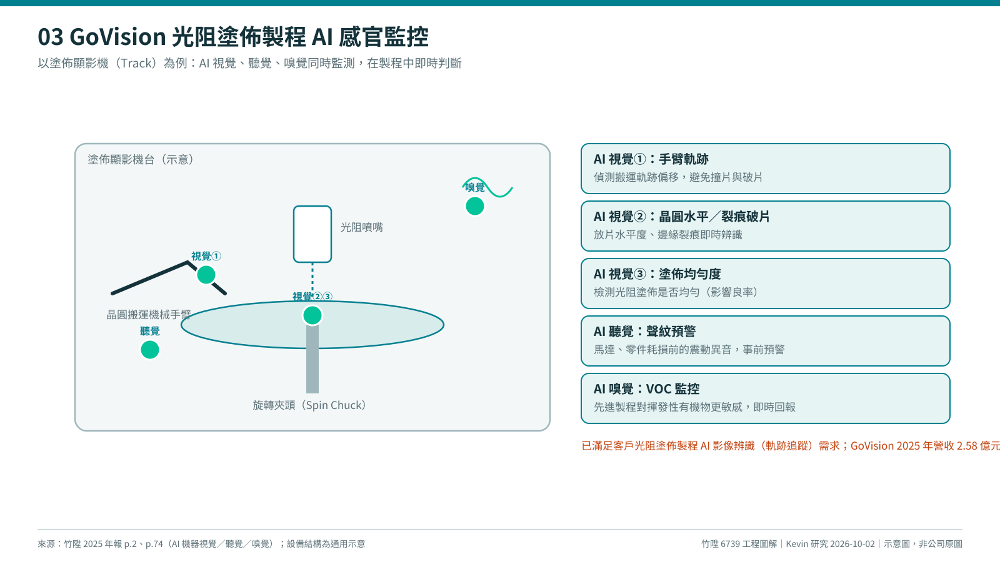 03 GoVision 光阻塗佈製程 AI 感官監控
以塗佈顯影機（Track）為例：AI 視覺、聽覺、嗅覺同時監測，在製程中即時判斷
塗佈顯影機台（示意）
嗅覺
光阻噴嘴
視覺①
視覺②③
晶圓搬運機械手臂
聽覺
旋轉夾頭（Spin Chuck）
AI 視覺①：手臂軌跡
偵測搬運軌跡偏移，避免撞片與破片
AI 視覺②：晶圓水平／裂痕破片
放片水平度、邊緣裂痕即時辨識
AI 視覺③：塗佈均勻度
檢測光阻塗佈是否均勻（影響良率）
AI 聽覺：聲紋預警
馬達、零件耗損前的震動異音，事前預警
AI 嗅覺：VOC 監控
先進製程對揮發性有機物更敏感，即時回報
已滿足客戶光阻塗佈製程 AI 影像辨識（軌跡追蹤）需求；GoVision 2025 年營收 2.58 億元
來源：竹陞 2025 年報 p.2、p.74（AI 機器視覺／聽覺／嗅覺）；設備結構為通用示意
竹陞 6739 工程圖解｜Kevin 研究 2026-10-02｜示意圖，非公司原圖